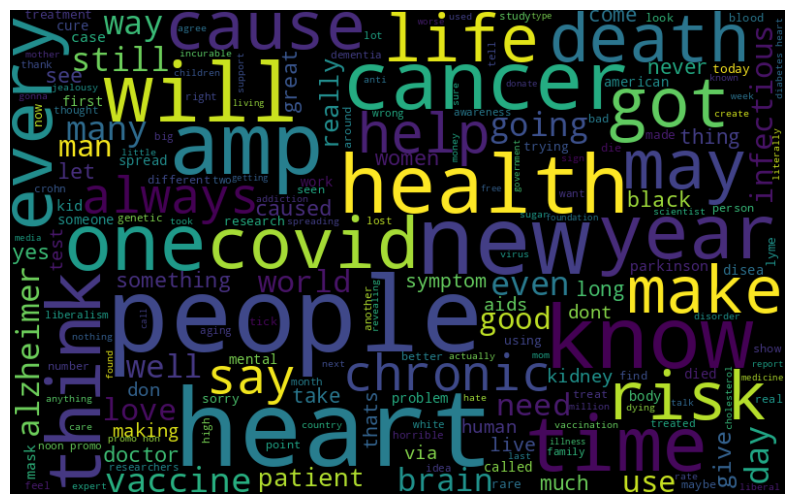 every
way
case
treatment
cure
agree
cause
lot
life
worse
used
study
type
come
look
death
blood
mother
thank
incurable
dementia
tell
still
see
gonna
jealousy
children
support
great
anti
donate
known
american
never
today
diabetes heart
now
first
thought
will
right
living
really
cancer
sure
awareness
week
got
infectious
many
big
around
wrong
bad
create
man
little
amp
help
going
money
trying
made
die
thing
literally
let
spread
different
two
getting
seen
women
government
sign
may
crohn
always
work
health
free
want
kid
someone
genetic
took
caused
addiction
spreading
research
lost
black
sugar
foundation
scientist
person
yes
media
test
one
covid
virus
new
year
lyme
something
world
symptom
even
long
parkinson
disea
think
alzheimer
liberalism
call
aging
tick
another
revealing
aids
good
dont
make
disorder
nothing
people
using
know
number
found
well
mental
say
chronic
next
better
actually
mom
kidney
find
show
report
anything
don
month
take
thats
problem
hate
need
treat
million
body
died
risk
cholesterol
real
medicine
care
love
sorry
heart
white
human
vaccination
treated
dying
talk
mask
noon promo
promo non
making
high
point
country
horrible
via
live
illness
family
time
give
day
feel
expert
doctor
researchers
vaccine
patient
brain
idea
rare
called
much
use
rate
maybe
liberal